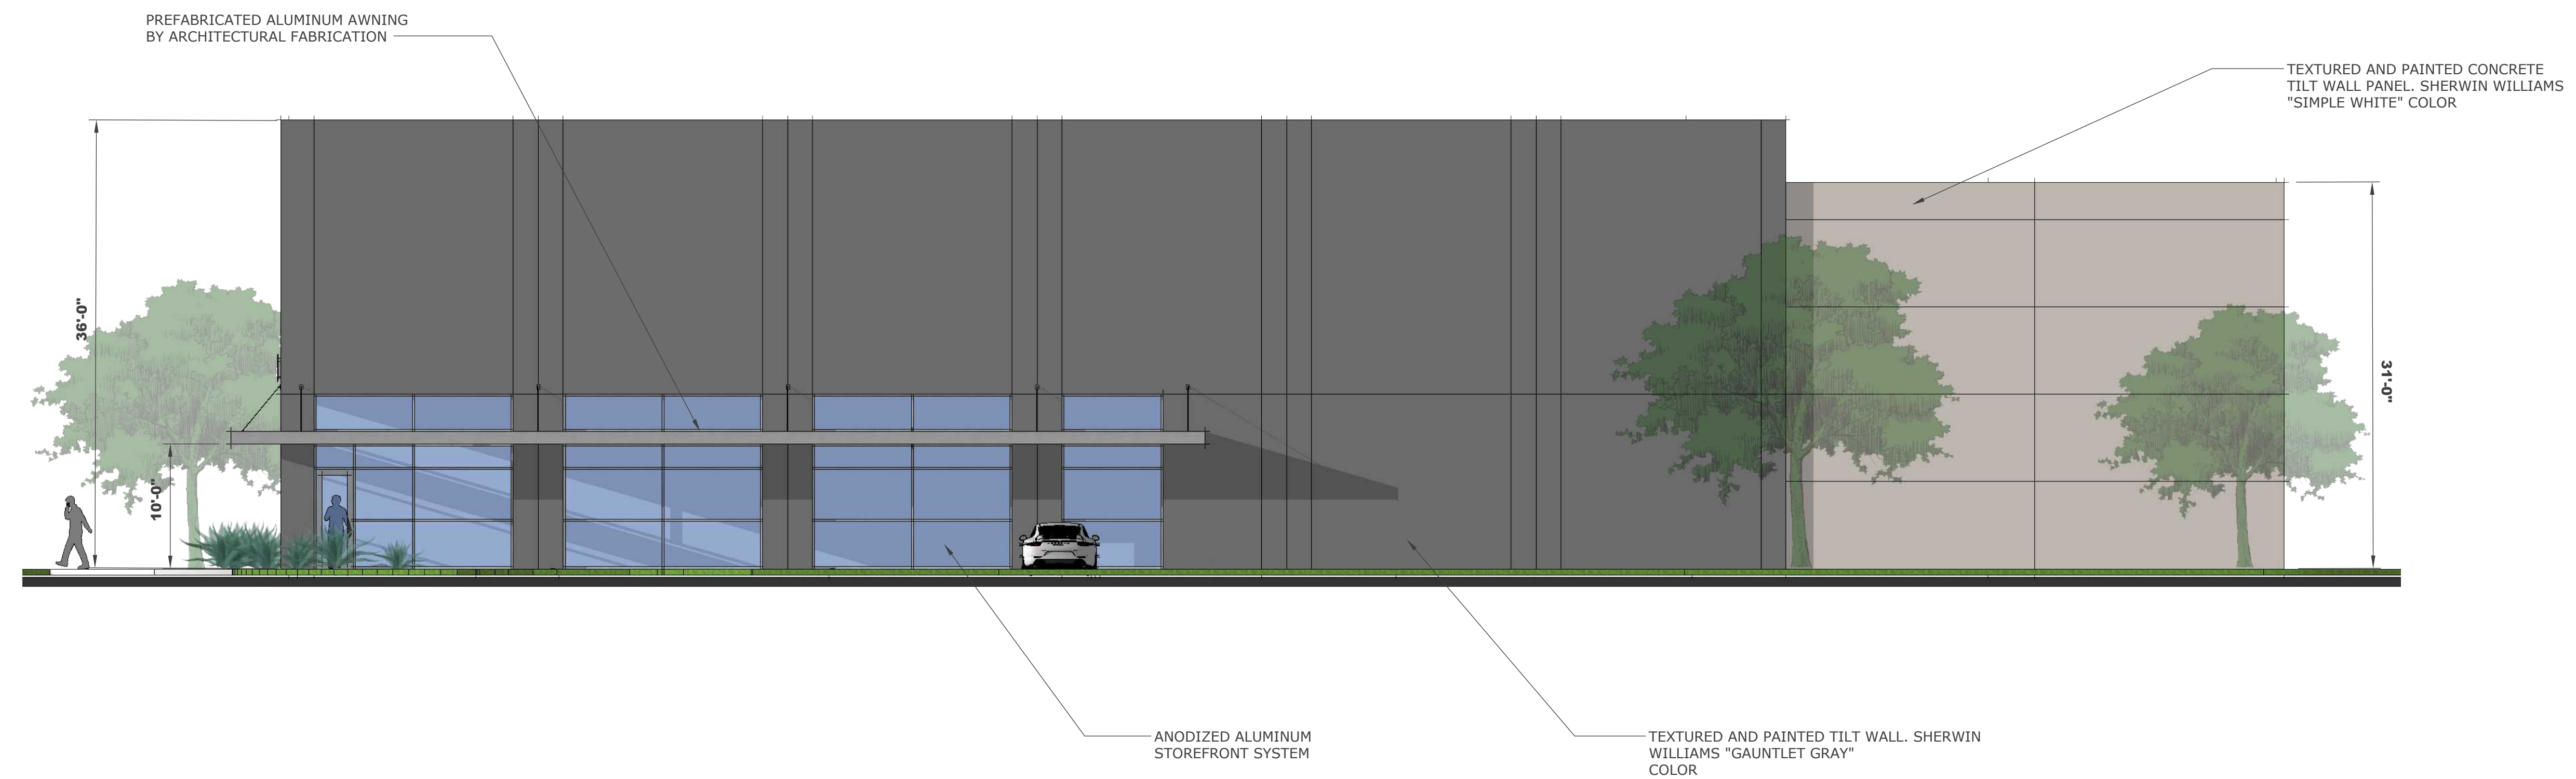 PREFABRICATED ALUMINUM AWNING
BY ARCHITECTURAL FABRICATION
TEXTURED AND PAINTED CONCRETE
TILT WALL PANEL. SHERWIN WILLIAMS
"SIMPLE WHITE" COLOR
36'-0"
10'-0"
31'-0"
ANODIZED ALUMINUM
STOREFRONT SYSTEM
TEXTURED AND PAINTED TILT WALL. SHERWIN
WILLIAMS "GAUNTLET GRAY"
COLOR